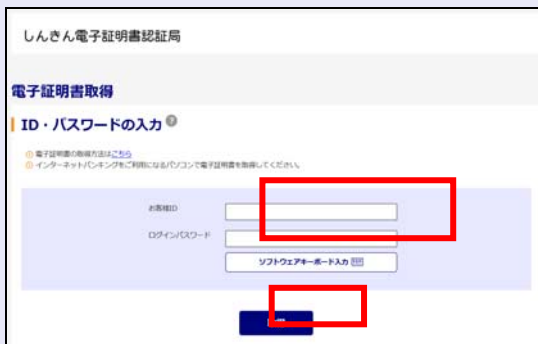 しんきん電子証明書認証局
電子証明書取得
ID・パスワードの入力
電子証明書の取得方法はこちら
インターネットバンキングをご利用になるパソコンで電子証明書を取得してください。
お客様ID
ログインパスワード
ソフトウェアキーボード入力